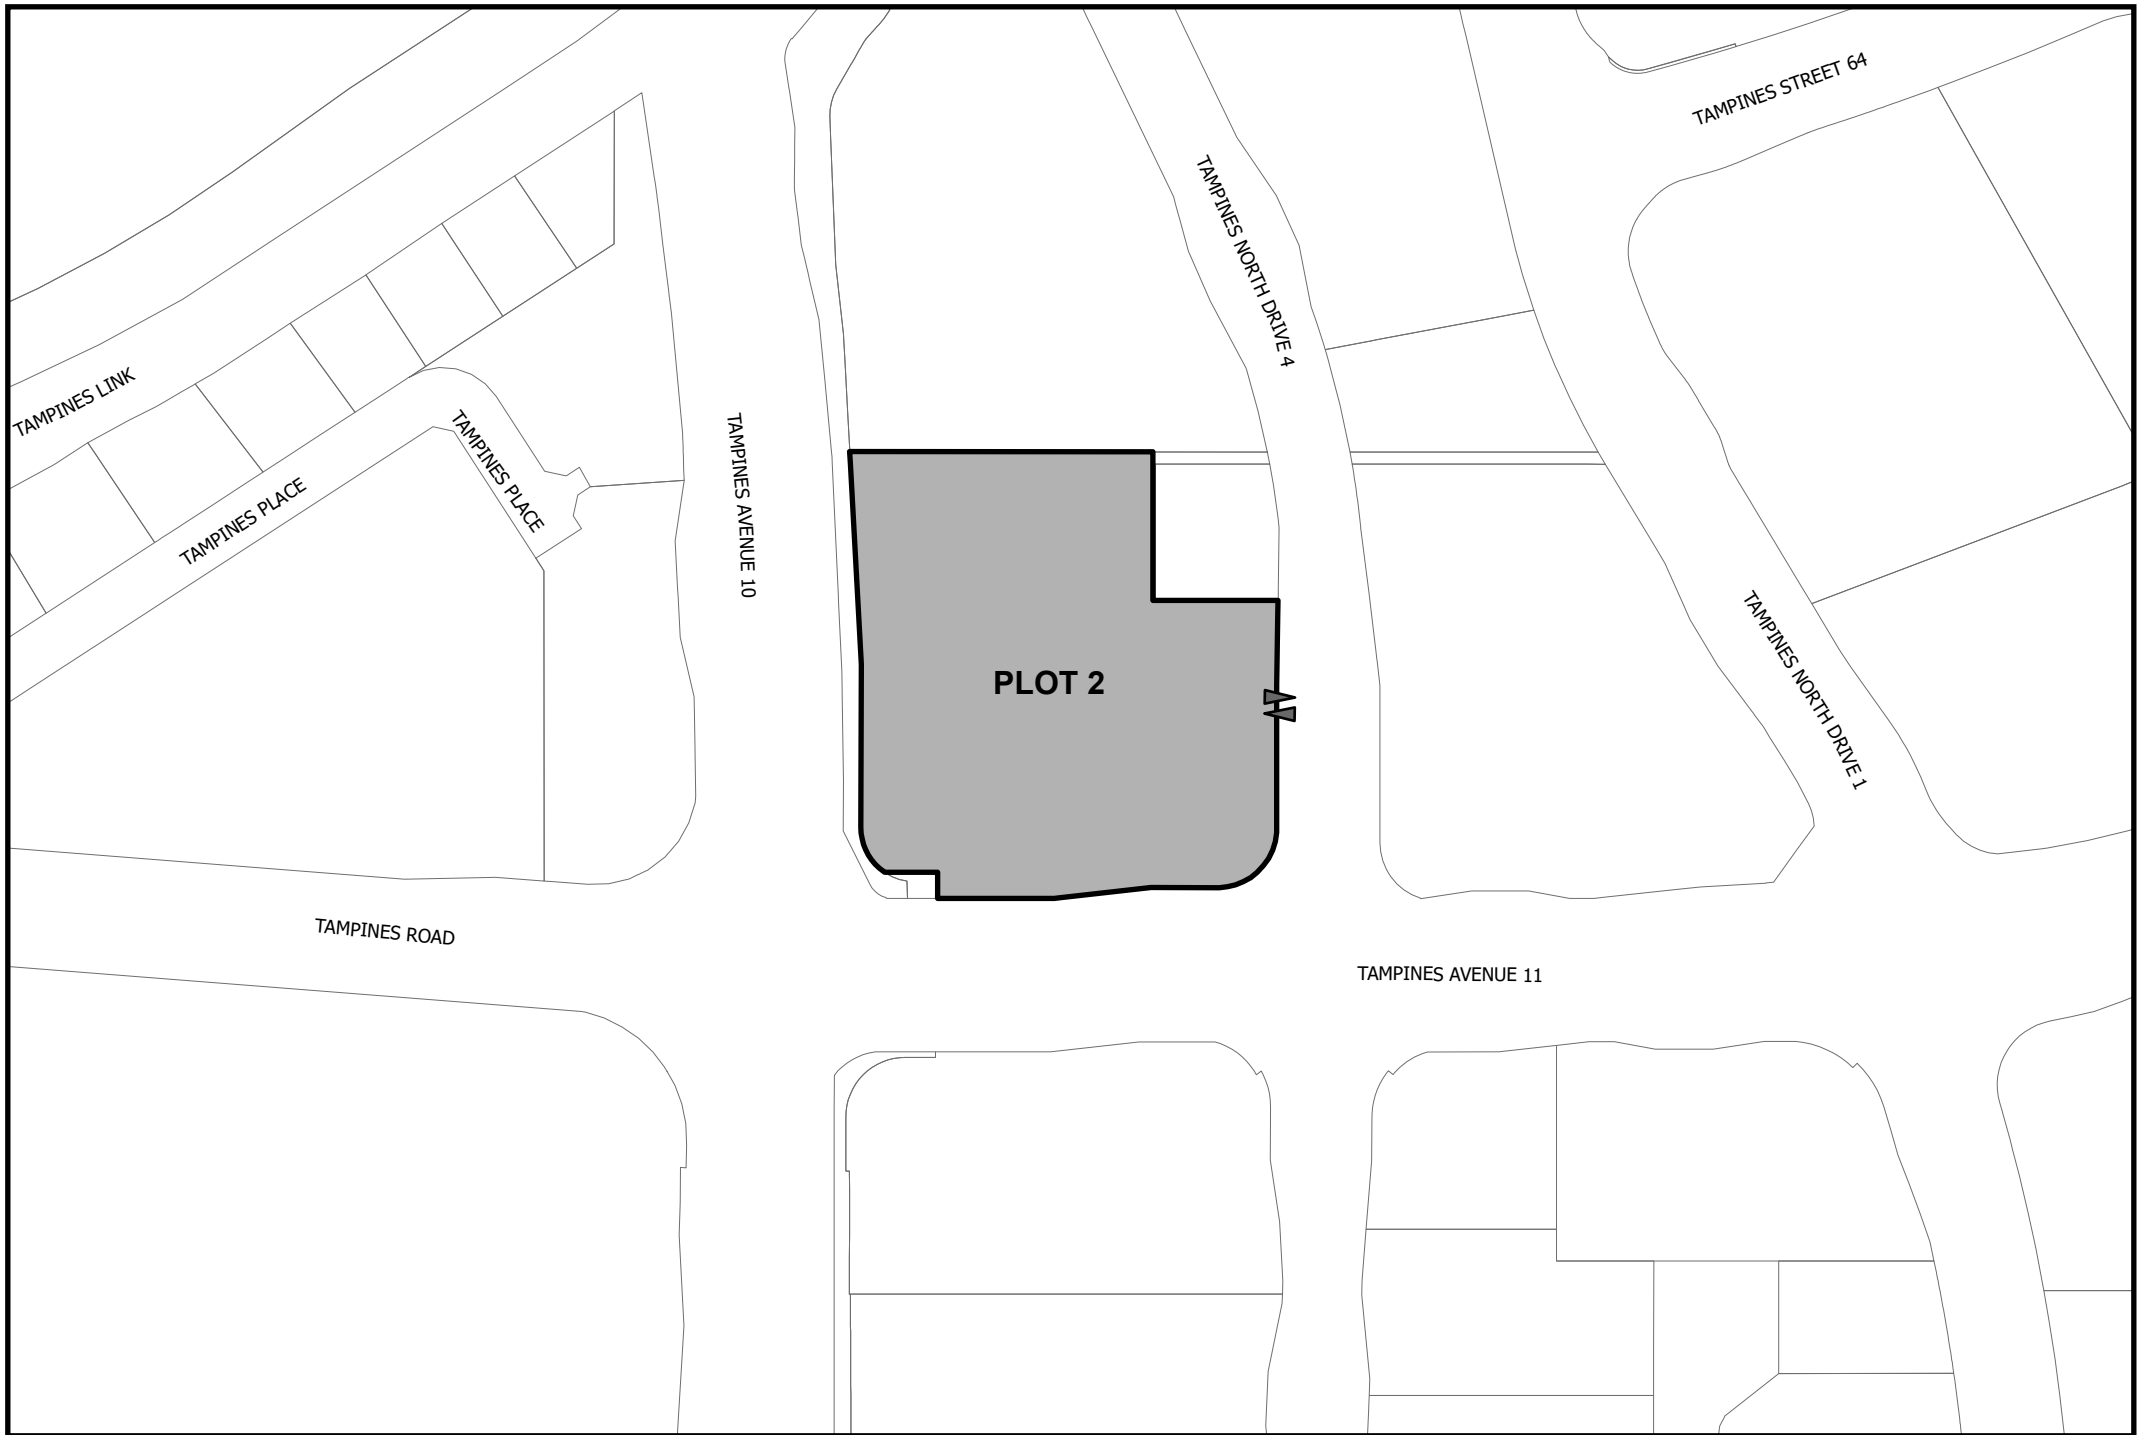 TAMPINES STREET 64
TAMPINES NORTH DRIVE 4
TAMPINES LINK
TAMPINES PLACE
TAMPINES PLACE
TAMPINES AVENUE 10
PLOT 2
TAMPINES NORTH DRIVE 1
TAMPINES ROAD
TAMPINES AVENUE 11